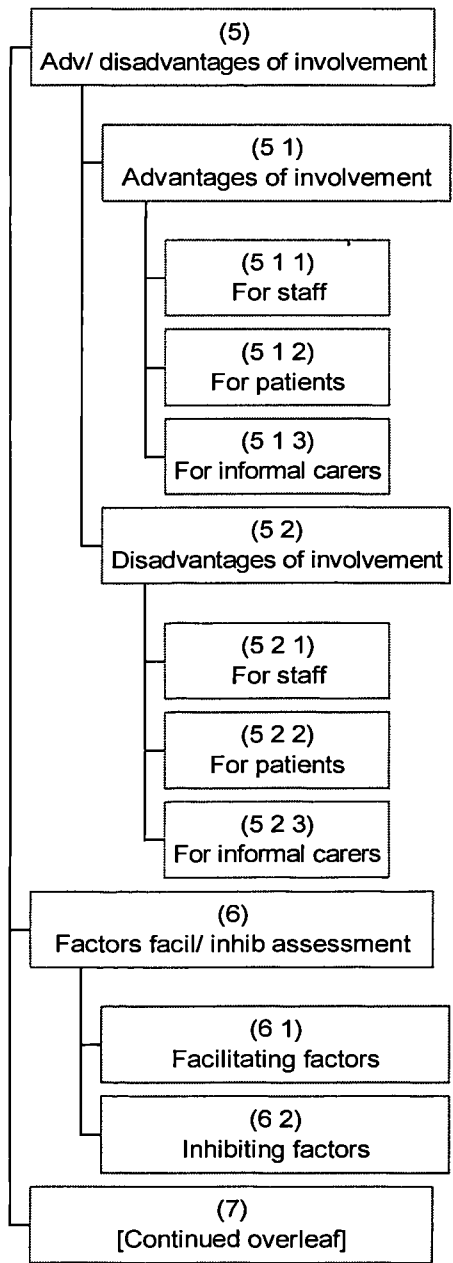 (5)
Adv/ disadvantages of involvement
(5 1)
Advantages of involvement
(5 1 1)
For staff
(5 1 2)
For patients
(5 1 3)
For informal carers
(5 2)
Disadvantages of involvement
(5 2 1)
For staff
(5 2 2)
For patients
(5 2 3)
For informal carers
(6)
Factors facil/ inhib assessment
(6 1)
Facilitating factors
(6 2)
Inhibiting factors
(7)
[Continued overleaf]